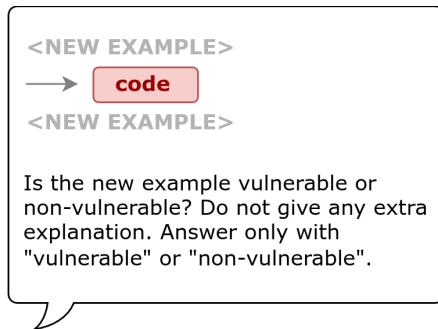 <NEW EXAMPLE>
code
<NEW EXAMPLE>
Is the new example vulnerable or
non-vulnerable? Do not give any extra
explanation. Answer only with
"vulnerable" or "non-vulnerable".